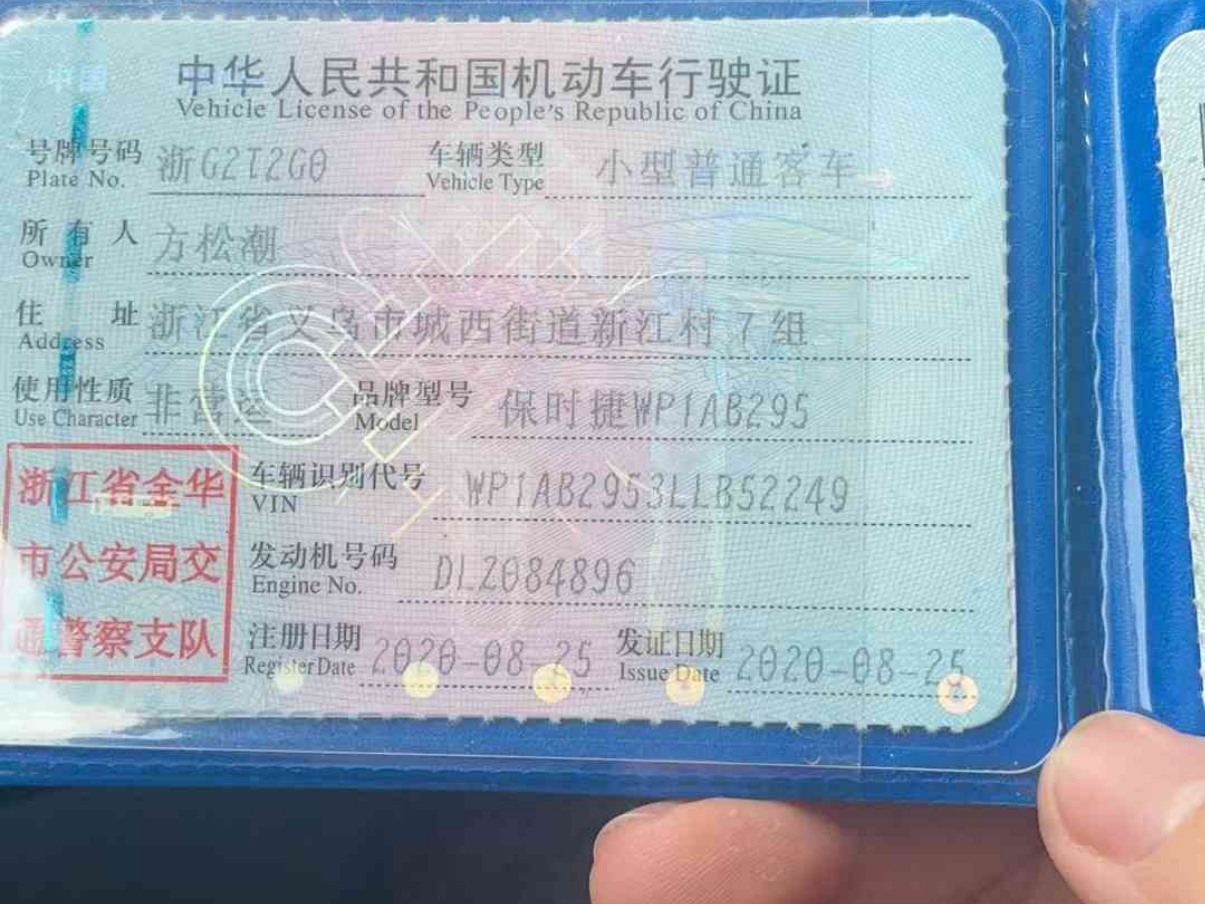 中华人民共和国机动车行驶证
Vehicle License of the People's Republic of China
号牌号码 浙G2T2G0 车辆类型 小型普通客车
Plate No. Vehicle Type
所有人 方松潮
Owner
住址 浙江省义乌市城西街道新江村7组
Address
使用性质 非营运 品牌型号 保时捷WP1AB295
Use Character Model
浙江省金华
市公安局交
通警察支队
车辆识别代号 WP1AB2953LLB52249
VIN
发动机号码 DLZ084896
Engine No.
注册日期 2020-08-25 发证日期 2020-08-25
Register Date Issue Date